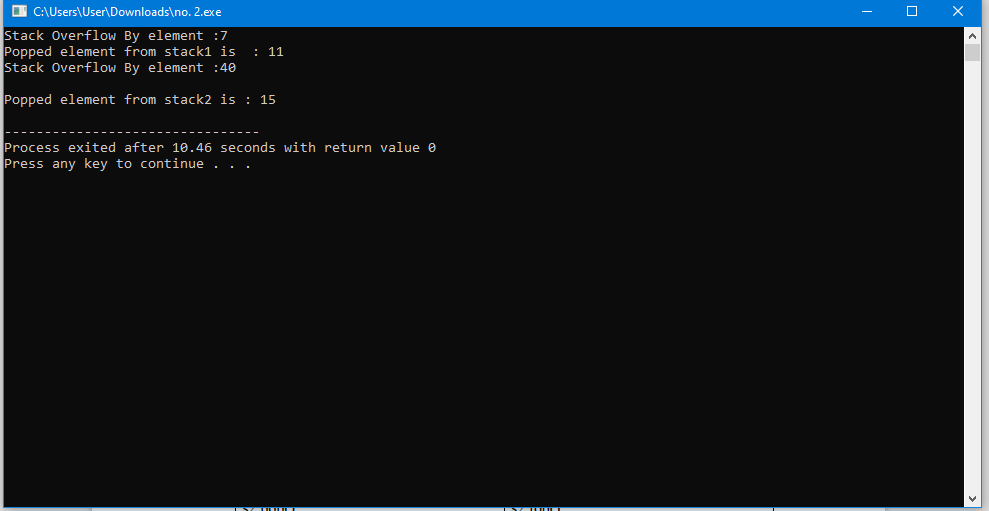 C:\Users\User\Downloads\no. 2.exe
Stack Overflow By element :7
Popped element from stack1 is  : 11
Stack Overflow By element :40
Popped element from stack2 is : 15
--------------------------------
Process exited after 10.46 seconds with return value 0
Press any key to continue . . .